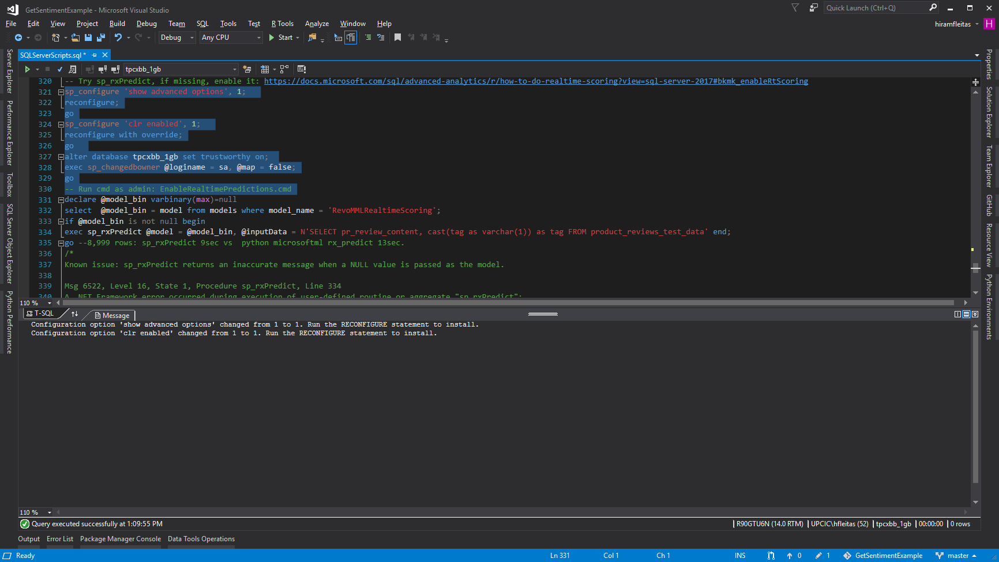 GetSentimentExample - Microsoft Visual Studio
Quick Launch (Ctrl+Q)
File Edit View Project Build Debug Team SQL Tools Test R Tools Analyze Window Help
hiramfleitas H
Debug Any CPU Start
SQLServerScripts.sql *
tpcxbb_1gb
320 -- Try sp_rxPredict, if missing, enable it: https://docs.microsoft.com/sql/advanced-analytics/r/how-to-do-realtime-scoring?view=sql-server-2017#bkmk_enableRtScoring
321 sp_configure 'show advanced options', 1;
322 reconfigure;
323 go
324 sp_configure 'clr enabled', 1;
325 reconfigure with override;
326 go
327 alter database tpcxbb_1gb set trustworthy on;
328 exec sp_changedbowner @loginame = sa, @map = false;
329 go
330 -- Run cmd as admin: EnableRealtimePredictions.cmd
331 declare @model_bin varbinary(max)=null
332 select  @model_bin = model from models where model_name = 'RevoMMLRealtimeScoring';
333 if @model_bin is not null begin
334 exec sp_rxPredict @model = @model_bin, @inputData = N'SELECT pr_review_content, cast(tag as varchar(1)) as tag FROM product_reviews_test_data' end;
335 go --8,999 rows: sp_rxPredict 9sec vs  python microsoftml rx_predict 13sec.
336 /*
337 Known issue: sp_rxPredict returns an inaccurate message when a NULL value is passed as the model.
338
339 Msg 6522, Level 16, State 1, Procedure sp_rxPredict, Line 334
340 A .NET Framework error occurred during execution of user-defined routine or aggregate "sp_rxPredict":
110 %
T-SQL Message
Configuration option 'show advanced options' changed from 1 to 1. Run the RECONFIGURE statement to install.
Configuration option 'clr enabled' changed from 1 to 1. Run the RECONFIGURE statement to install.
110 %
Query executed successfully at 1:09:55 PM
R90GTU6N (14.0 RTM) UPCIC\hfleitas (52) tpcxbb_1gb 00:00:00 0 rows
Output Error List Package Manager Console Data Tools Operations
Ready Ln 331 Col 1 Ch 1 INS 0 1 GetSentimentExample master
Server Explorer
Performance Explorer
Toolbox
SQL Server Object Explorer
Python Performance
Properties
Solution Explorer
Team Explorer
GitHub
Resource View
Python Environments